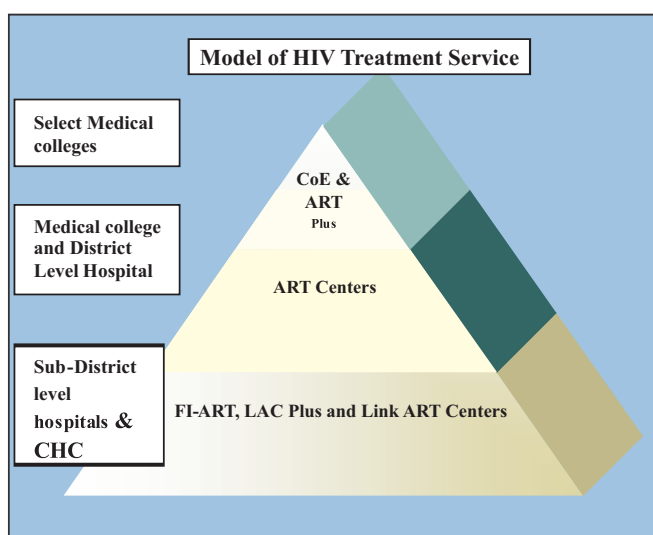 Model of HIV Treatment Service
Select Medical
colleges
CoE &
ART
Plus
Medical college
and District
Level Hospital
ART Centers
Sub-District
level
hospitals &
CHC
FI-ART, LAC Plus and Link ART Centers